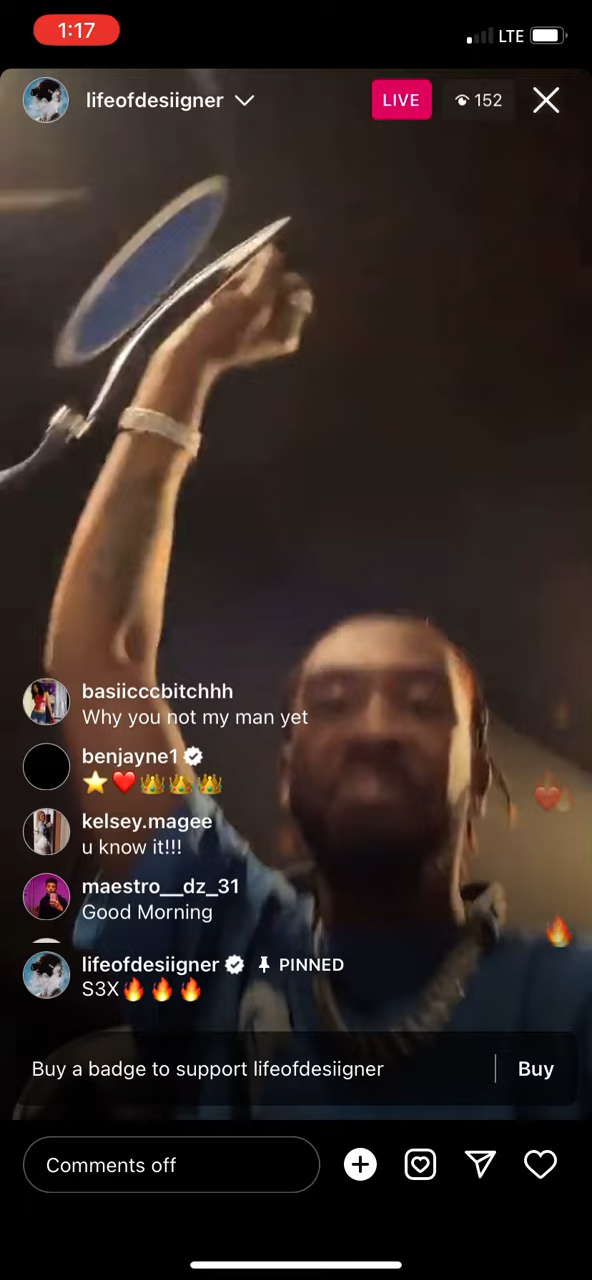 1:17
LTE
lifeofdesiigner
LIVE
152
basiicccbitchhh
Why you not my man yet
benjayne1
⭐❤️👑👑👑
kelsey.magee
u know it!!!
maestro__dz_31
Good Morning
lifeofdesiigner PINNED
S3X🔥🔥🔥
Buy a badge to support lifeofdesiigner
Buy
Comments off